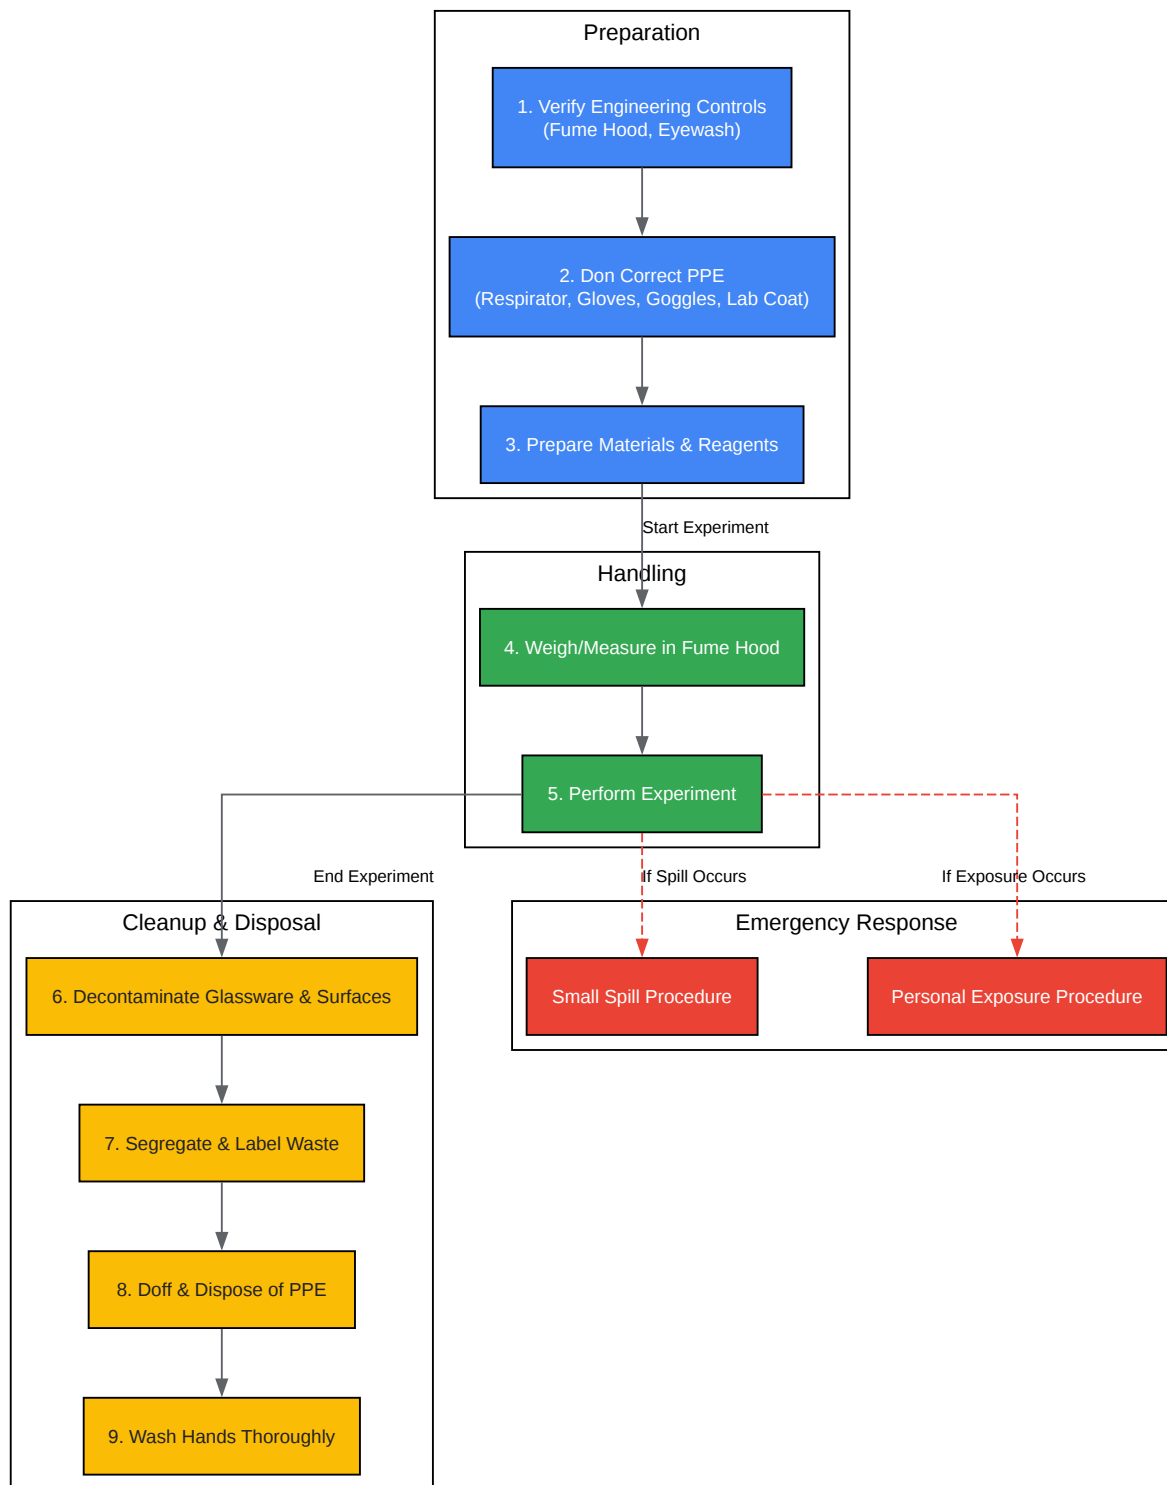 Preparation
1. Verify Engineering Controls
(Fume Hood, Eyewash)
2. Don Correct PPE
(Respirator, Gloves, Goggles, Lab Coat)
3. Prepare Materials & Reagents
Start Experiment
Handling
4. Weigh/Measure in Fume Hood
5. Perform Experiment
End Experiment
If Spill Occurs
If Exposure Occurs
Cleanup & Disposal
6. Decontaminate Glassware & Surfaces
7. Segregate & Label Waste
8. Doff & Dispose of PPE
9. Wash Hands Thoroughly
Emergency Response
Small Spill Procedure
Personal Exposure Procedure